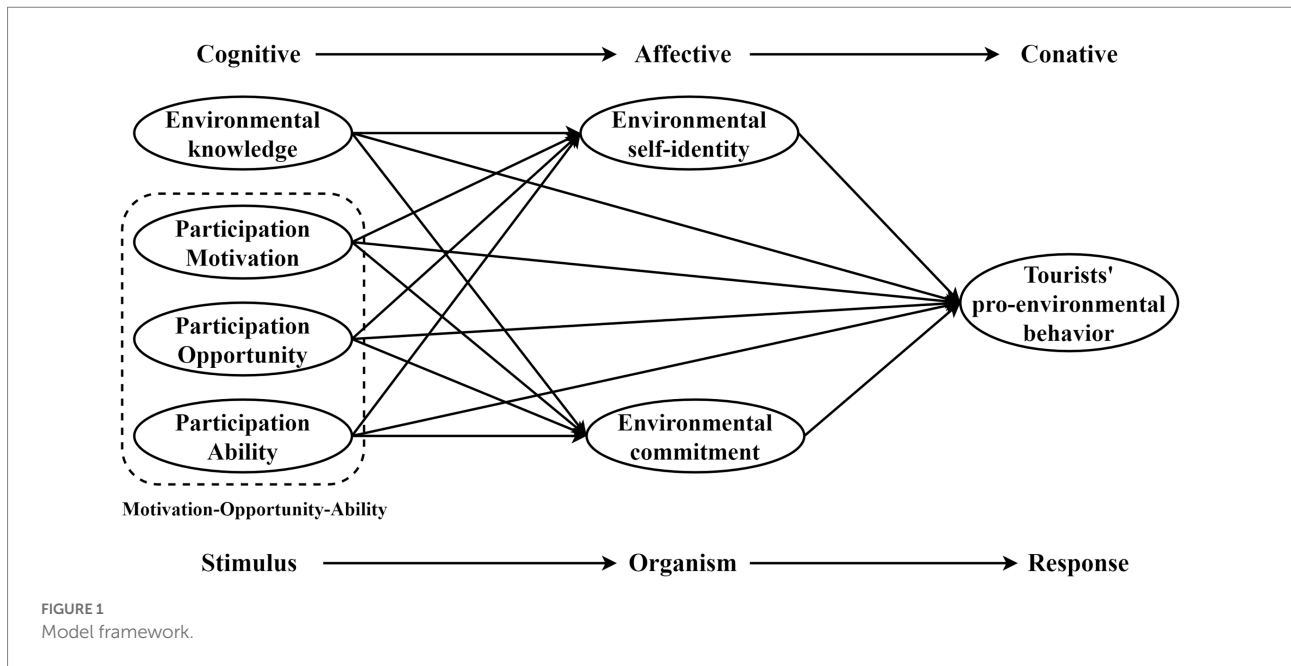 Cognitive
Affective
Conative
Environmental
knowledge
Environmental
self-identity
Participation
Motivation
Participation
Opportunity
Tourists'
pro-environmental
behavior
Participation
Ability
Environmental
commitment
Motivation-Opportunity-Ability
Stimulus
Organism
Response
FIGURE 1
Model framework.